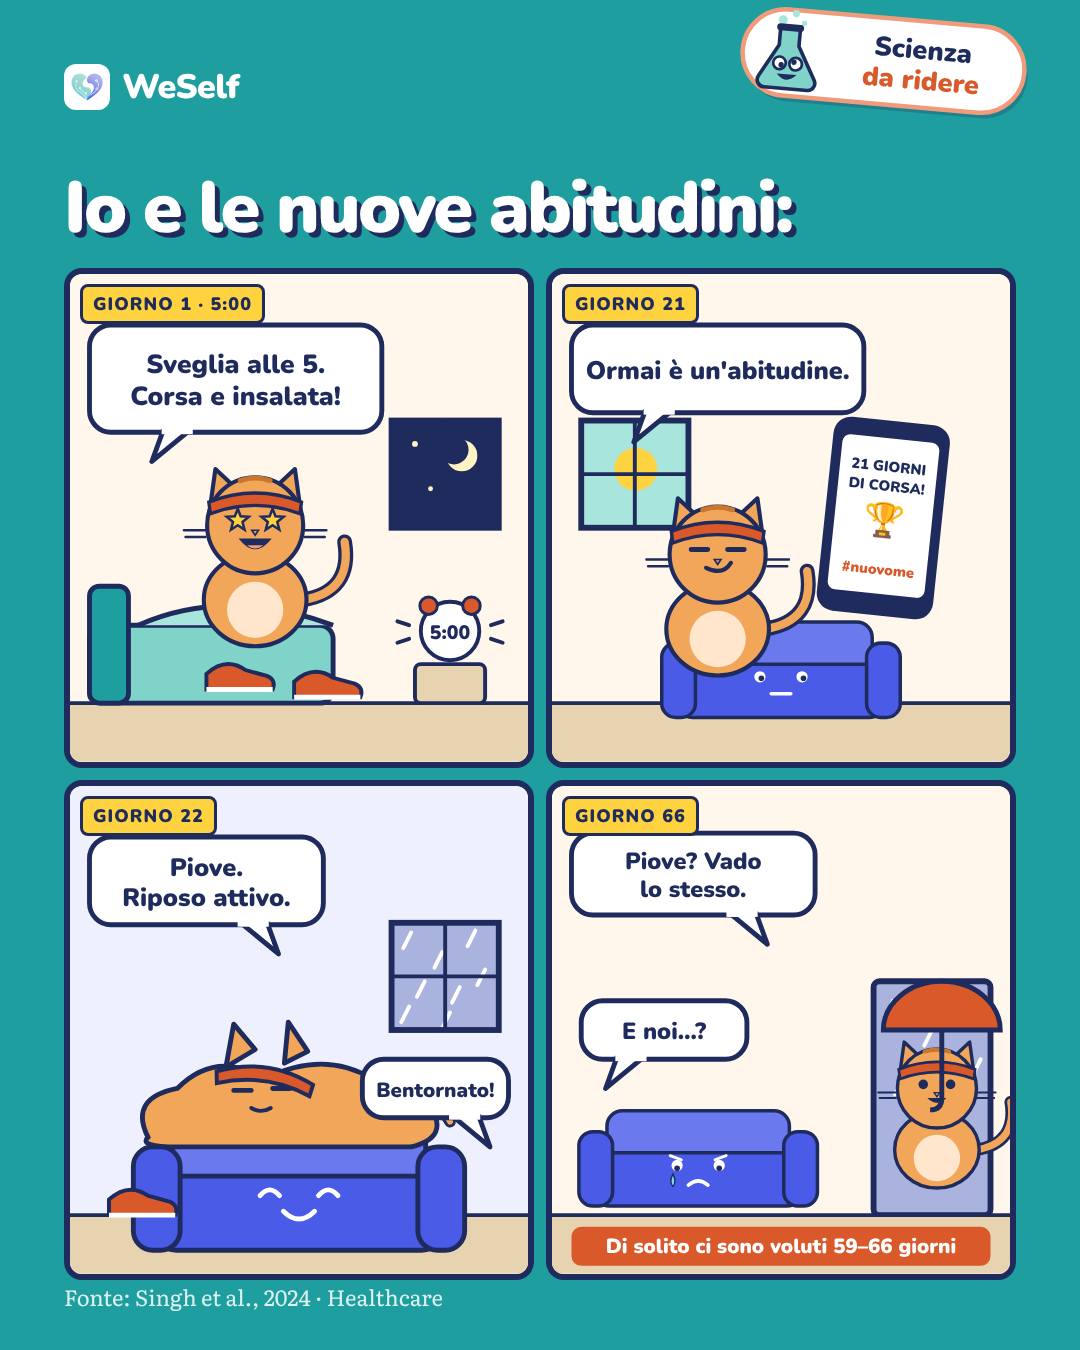 WeSelf
Scienza
da ridere
Io e le nuove abitudini:
GIORNO 1 · 5:00
Sveglia alle 5.
Corsa e insalata!
5:00
GIORNO 21
Ormai è un'abitudine.
21 GIORNI
DI CORSA!
#nuovome
GIORNO 22
Piove.
Riposo attivo.
Bentornato!
GIORNO 66
Piove? Vado
lo stesso.
E noi...?
Di solito ci sono voluti 59–66 giorni
Fonte: Singh et al., 2024 · Healthcare